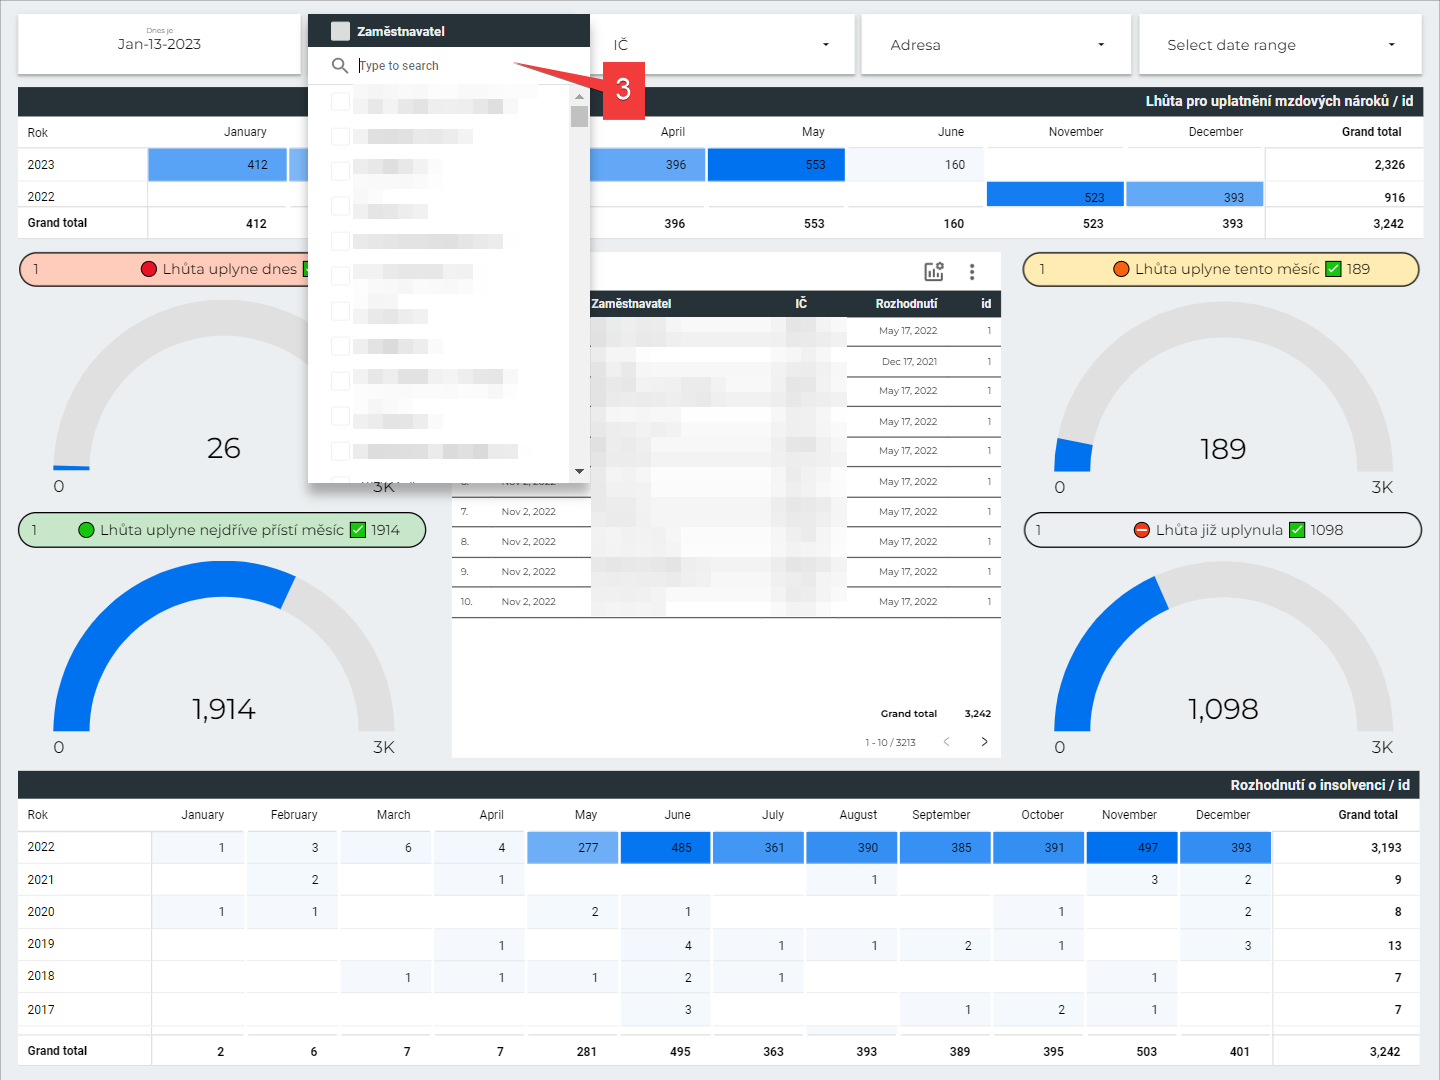 Dnes je
Jan-13-2023
Zaměstnavatel
IČ
Adresa
Select date range
Type to search
3
Lhůta pro uplatnění mzdových nároků / id
Rok January April May June November December Grand total
2023 412 396 553 160 2,326
2022 523 393 916
Grand total 412 396 553 160 523 393 3,242
1 Lhůta uplyne dnes
26
0 3K
1 Lhůta uplyne tento měsíc ✅ 189
189
0 3K
Zaměstnavatel IČ Rozhodnutí id
May 17, 2022 1
Dec 17, 2021 1
May 17, 2022 1
May 17, 2022 1
May 17, 2022 1
May 17, 2022 1
7. Nov 2, 2022 May 17, 2022 1
8. Nov 2, 2022 May 17, 2022 1
9. Nov 2, 2022 May 17, 2022 1
10. Nov 2, 2022 May 17, 2022 1
Grand total 3,242
1 - 10 / 3213 < >
1 Lhůta uplyne nejdříve přístí měsíc ✅ 1914
1,914
0 3K
1 Lhůta již uplynula ✅ 1098
1,098
0 3K
Rozhodnutí o insolvenci / id
Rok January February March April May June July August September October November December Grand total
2022 1 3 6 4 277 485 361 390 385 391 497 393 3,193
2021 2 1 1 3 2 9
2020 1 1 2 1 1 2 8
2019 1 4 1 1 2 1 3 13
2018 1 1 1 2 1 1 7
2017 3 1 2 1 7
Grand total 2 6 7 7 281 495 363 393 389 395 503 401 3,242